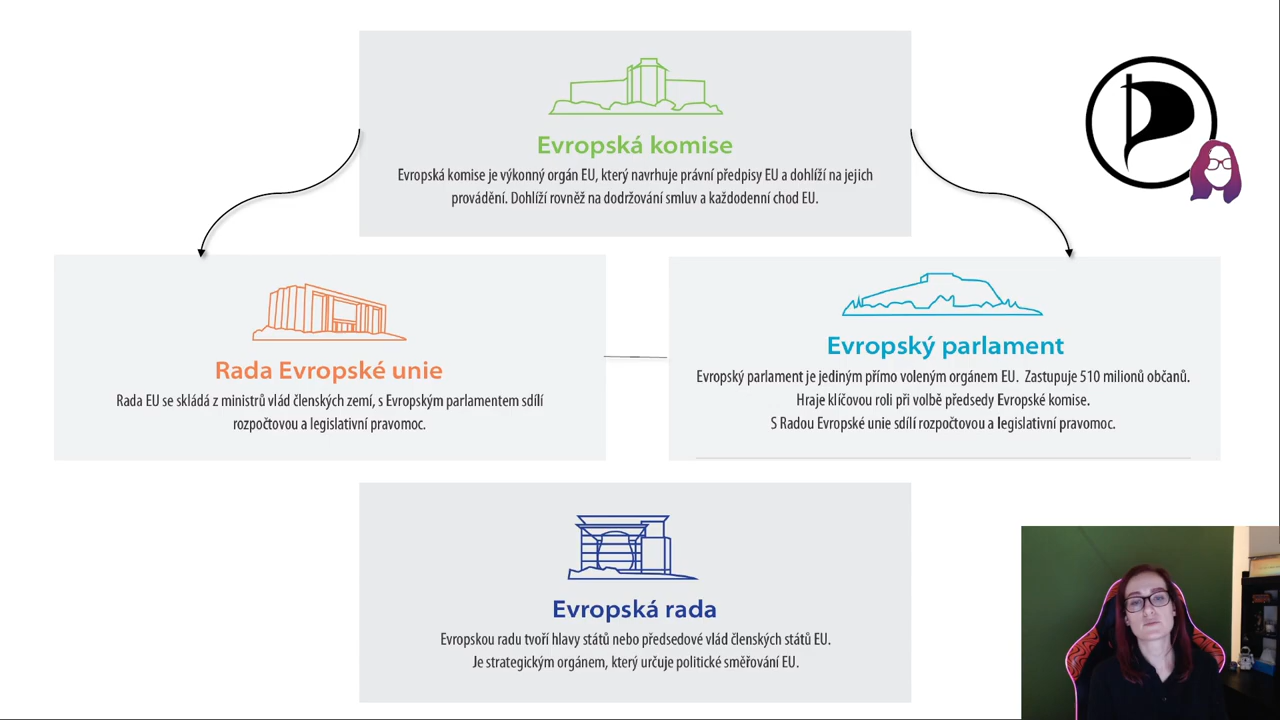 Evropská komise
Evropská komise je výkonný orgán EU, který navrhuje právní předpisy EU a dohlíží na jejich
provádění. Dohlíží rovněž na dodržování smluv a každodenní chod EU.
Rada Evropské unie
Rada EU se skládá z ministrů vlád členských zemí, s Evropským parlamentem sdílí
rozpočtovou a legislativní pravomoc.
Evropský parlament
Evropský parlament je jediným přímo voleným orgánem EU. Zastupuje 510 milionů občanů.
Hraje klíčovou roli při volbě předsedy Evropské komise.
S Radou Evropské unie sdílí rozpočtovou a legislativní pravomoc.
Evropská rada
Evropskou radu tvoří hlavy států nebo předsedové vlád členských států EU.
Je strategickým orgánem, který určuje politické směřování EU.